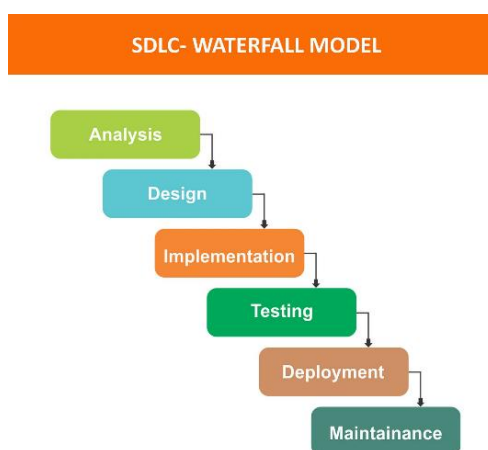 SDLC- WATERFALL MODEL
Analysis
Design
Implementation
Testing
Deployment
Maintainance